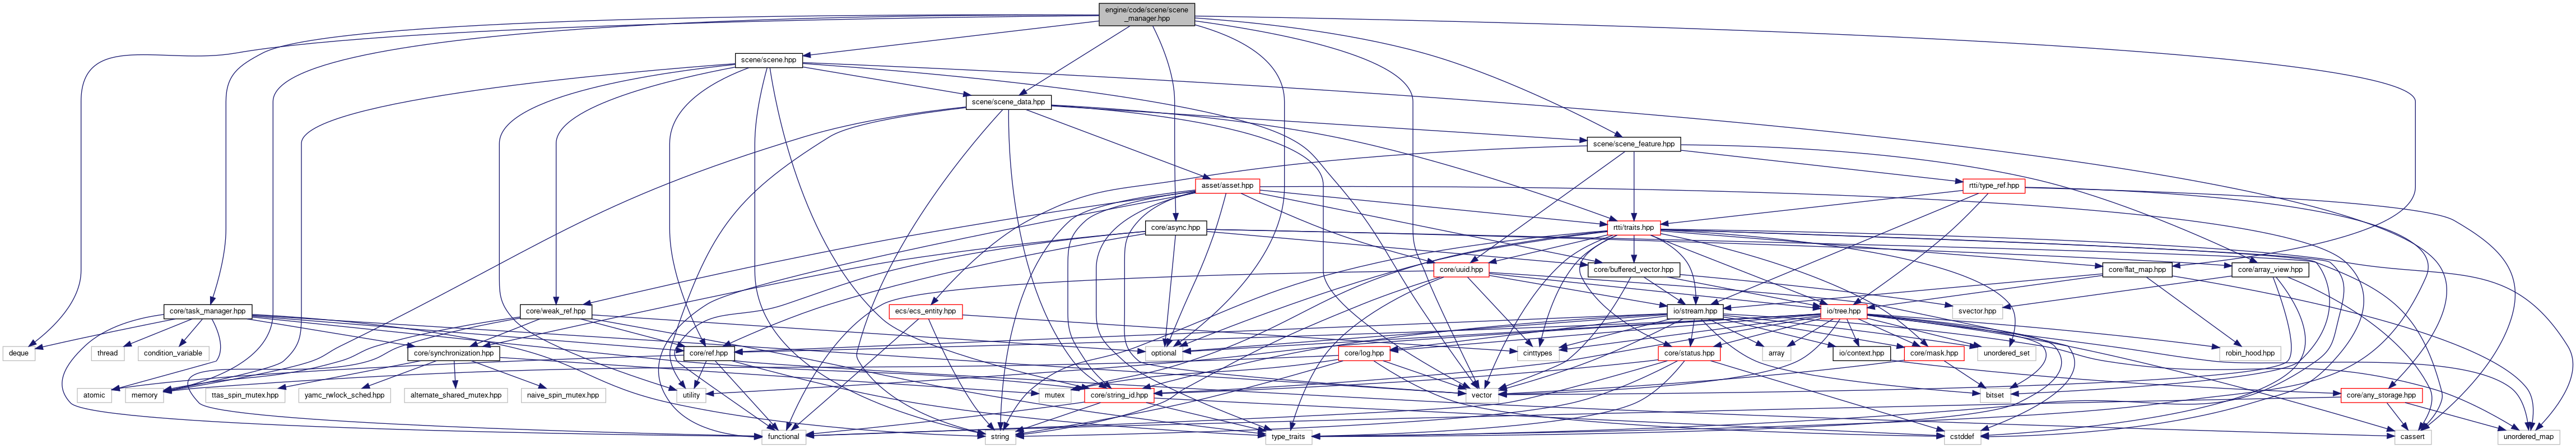 engine/code/scene/scene
_manager.hpp
scene/scene.hpp
scene/scene_data.hpp
scene/scene_feature.hpp
asset/asset.hpp
rtti/type_ref.hpp
core/async.hpp
rtti/traits.hpp
core/uuid.hpp
core/buffered_vector.hpp
core/flat_map.hpp
core/array_view.hpp
core/task_manager.hpp
core/weak_ref.hpp
ecs/ecs_entity.hpp
io/stream.hpp
io/tree.hpp
svector.hpp
deque
thread
condition_variable
core/synchronization.hpp
core/ref.hpp
optional
core/log.hpp
cinttypes
core/status.hpp
array
io/context.hpp
core/mask.hpp
unordered_set
robin_hood.hpp
atomic
memory
ttas_spin_mutex.hpp
yamc_rwlock_sched.hpp
alternate_shared_mutex.hpp
naive_spin_mutex.hpp
utility
mutex
core/string_id.hpp
vector
bitset
core/any_storage.hpp
functional
string
type_traits
cstddef
cassert
unordered_map